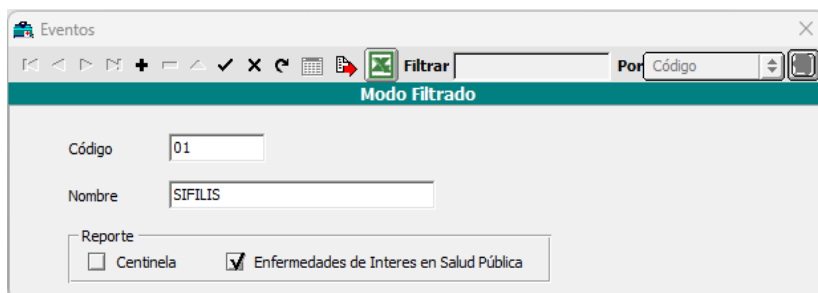 Eventos
Filtrar Por Código
Modo Filtrado
Código 01
Nombre SIFILIS
Reporte
Centinela Enfermedades de Interes en Salud Pública